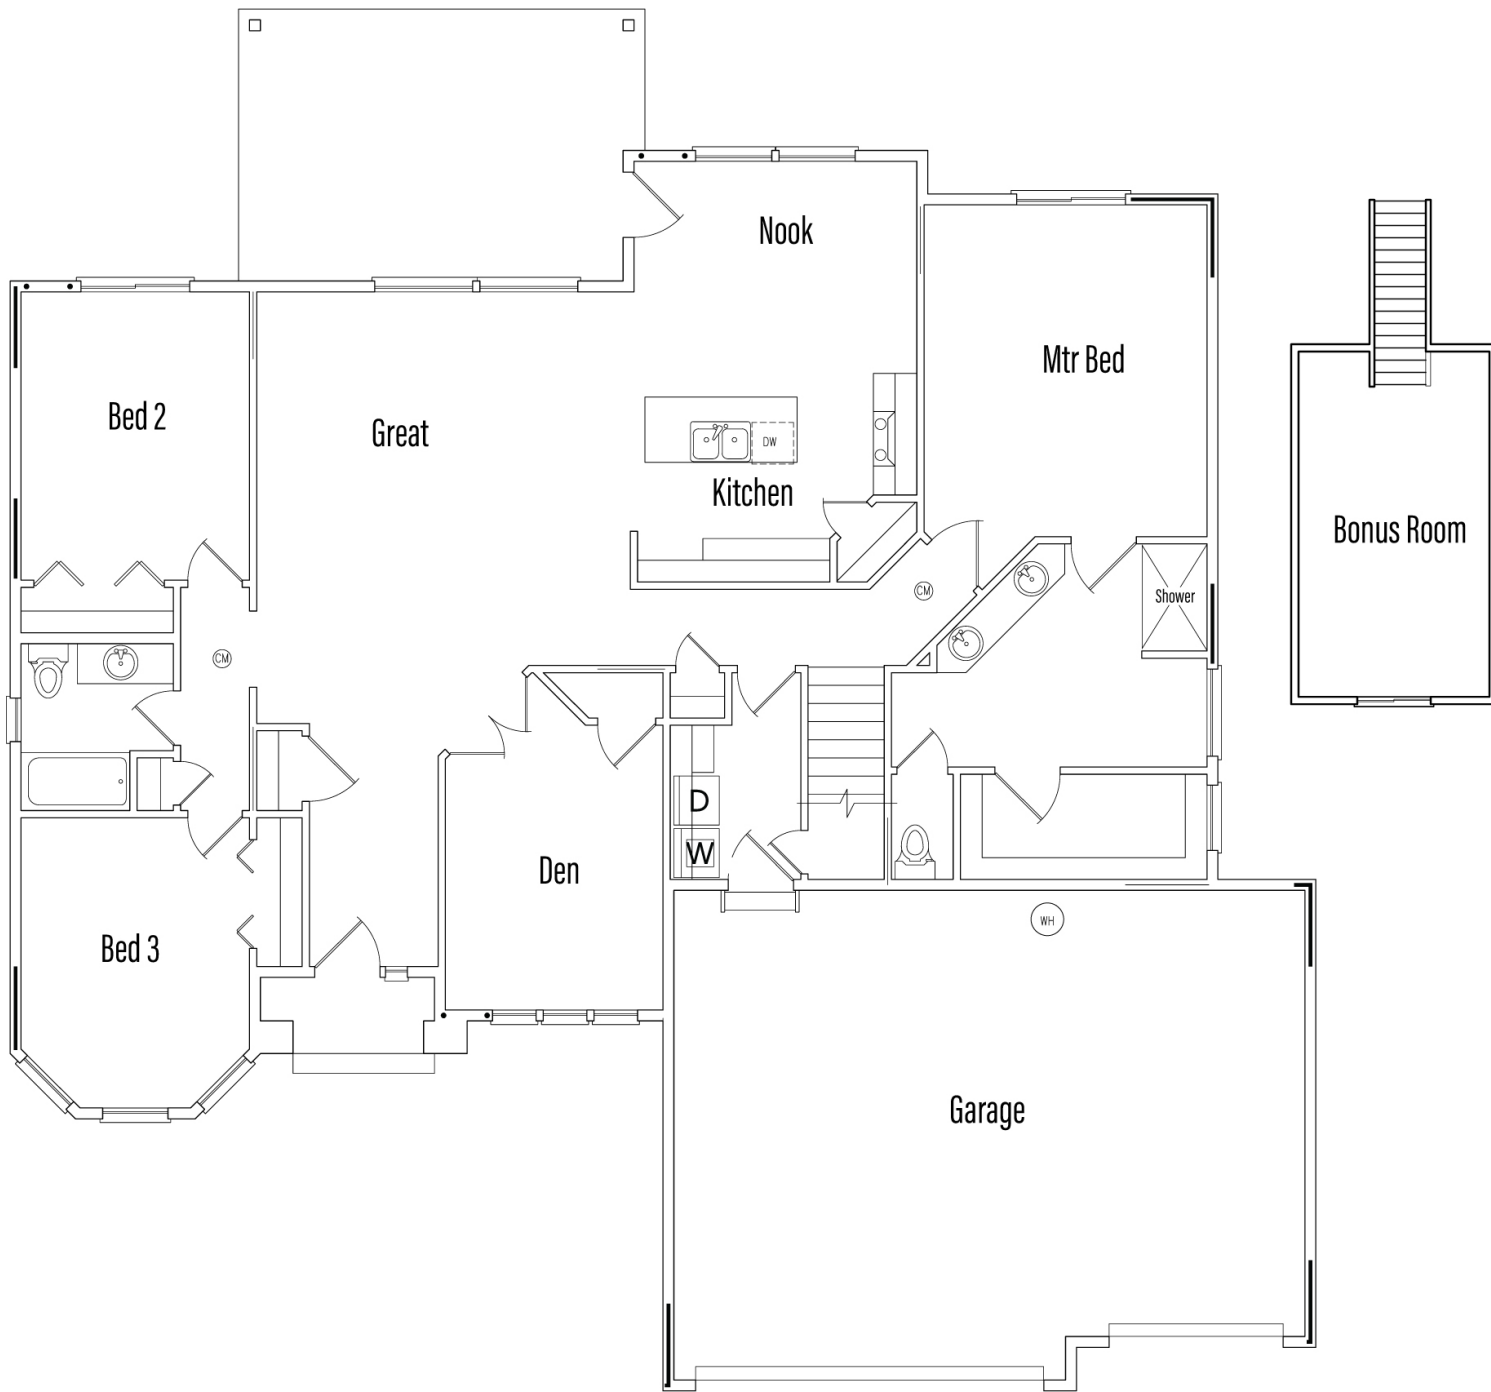 Nook
Mtr Bed
Bed 2
Great
DW
Kitchen
Bonus Room
CM
Shower
CM
D
W
Den
WH
Bed 3
Garage